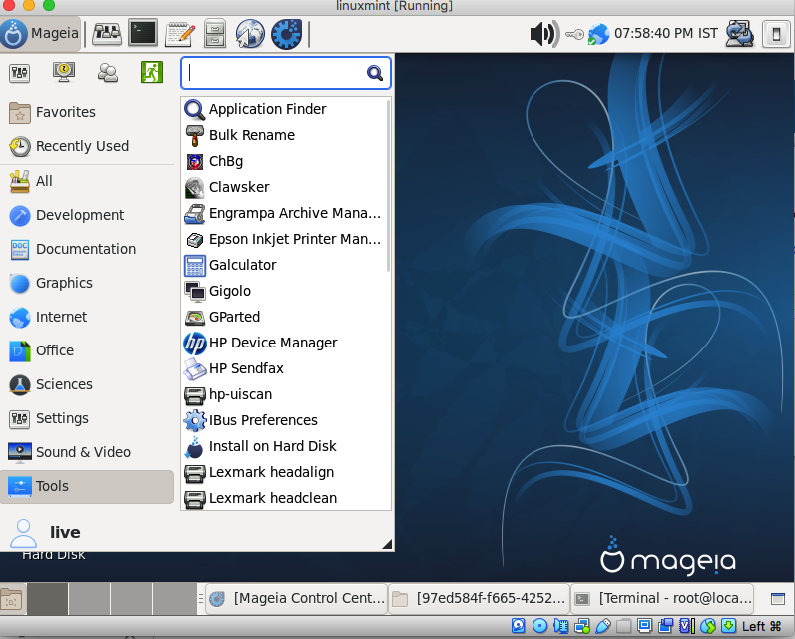 linuxmint [Running]
Mageia
07:58:40 PM IST
Favorites
Recently Used
All
Development
Documentation
Graphics
Internet
Office
Sciences
Settings
Sound & Video
Tools
live
Hard Disk
Application Finder
Bulk Rename
ChBg
Clawsker
Engrampa Archive Mana...
Epson Inkjet Printer Man...
Galculator
Gigolo
GParted
HP Device Manager
HP Sendfax
hp-uiscan
IBus Preferences
Install on Hard Disk
Lexmark headalign
Lexmark headclean
mageia
[Mageia Control Cent...
[97ed584f-f665-4252...
[Terminal - root@loca...
Left ⌘